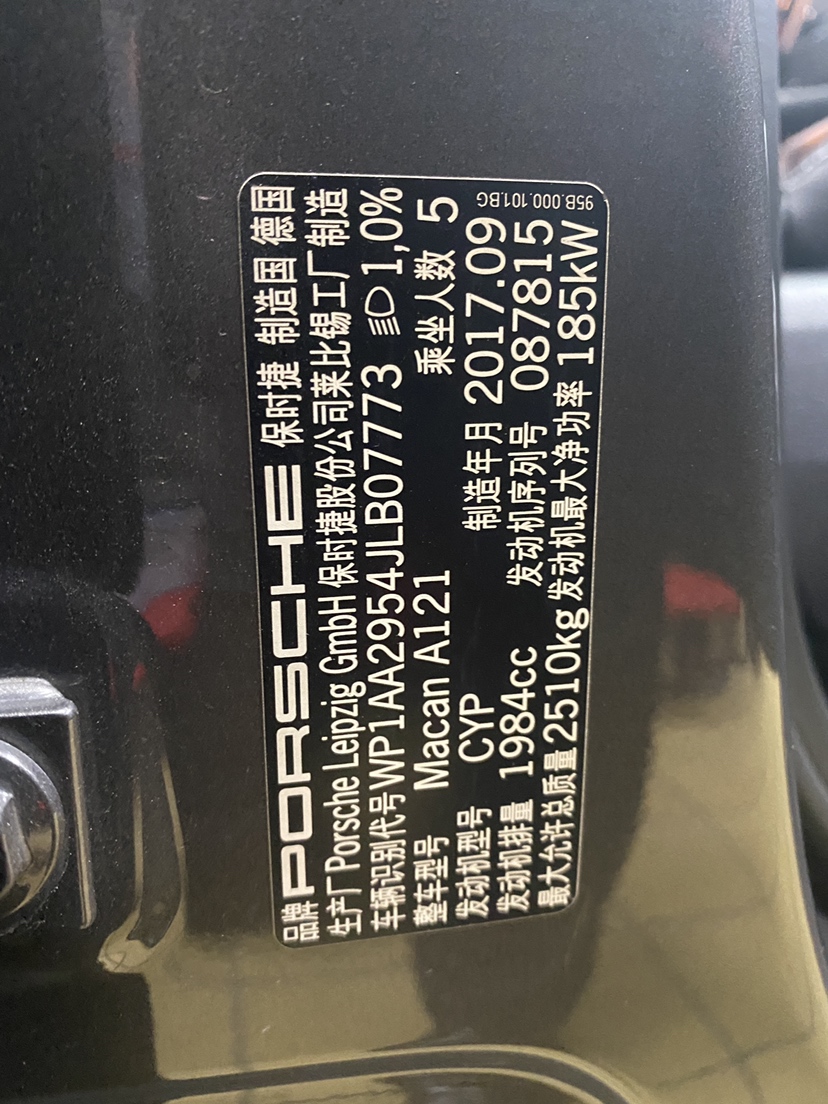 品牌 PORSCHE 保时捷 制造国 德国
生产厂 Porsche Leipzig GmbH 保时捷股份公司莱比锡工厂 制造
车辆识别代号 WP1AA2954JLB07773 1,0%
整车型号 Macan A121 乘坐人数 5
发动机型号 CYP 制造年月 2017.09
发动机排量 1984cc 发动机序列号 087815
最大允许总质量 2510kg 发动机最大净功率 185kW
95B.000.101.BG